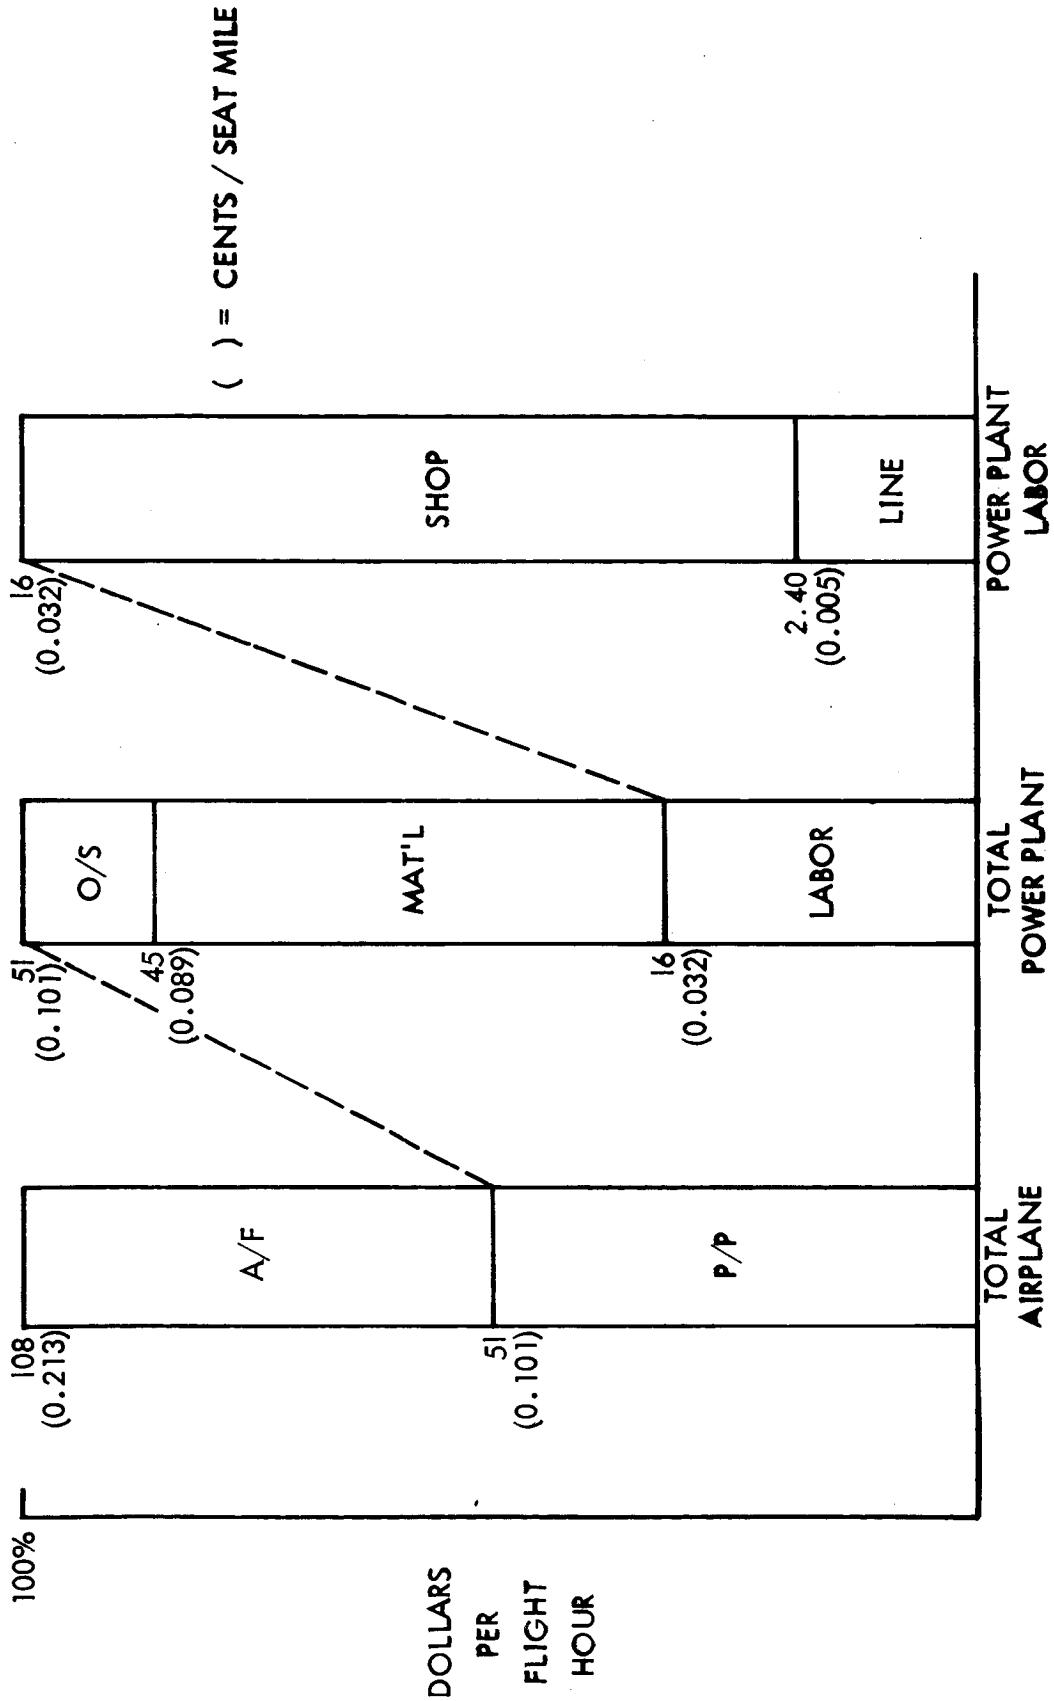 100%
DOLLARS
PER
FLIGHT
HOUR
108
(0.213)
A/F
51
(0.101)
P/P
TOTAL
AIRPLANE
51
(0.101)
O/S
45
(0.089)
MAT'L
16
(0.032)
LABOR
TOTAL
POWER PLANT
16
(0.032)
SHOP
2.40
(0.005)
LINE
POWER PLANT
LABOR
( ) = CENTS / SEAT MILE